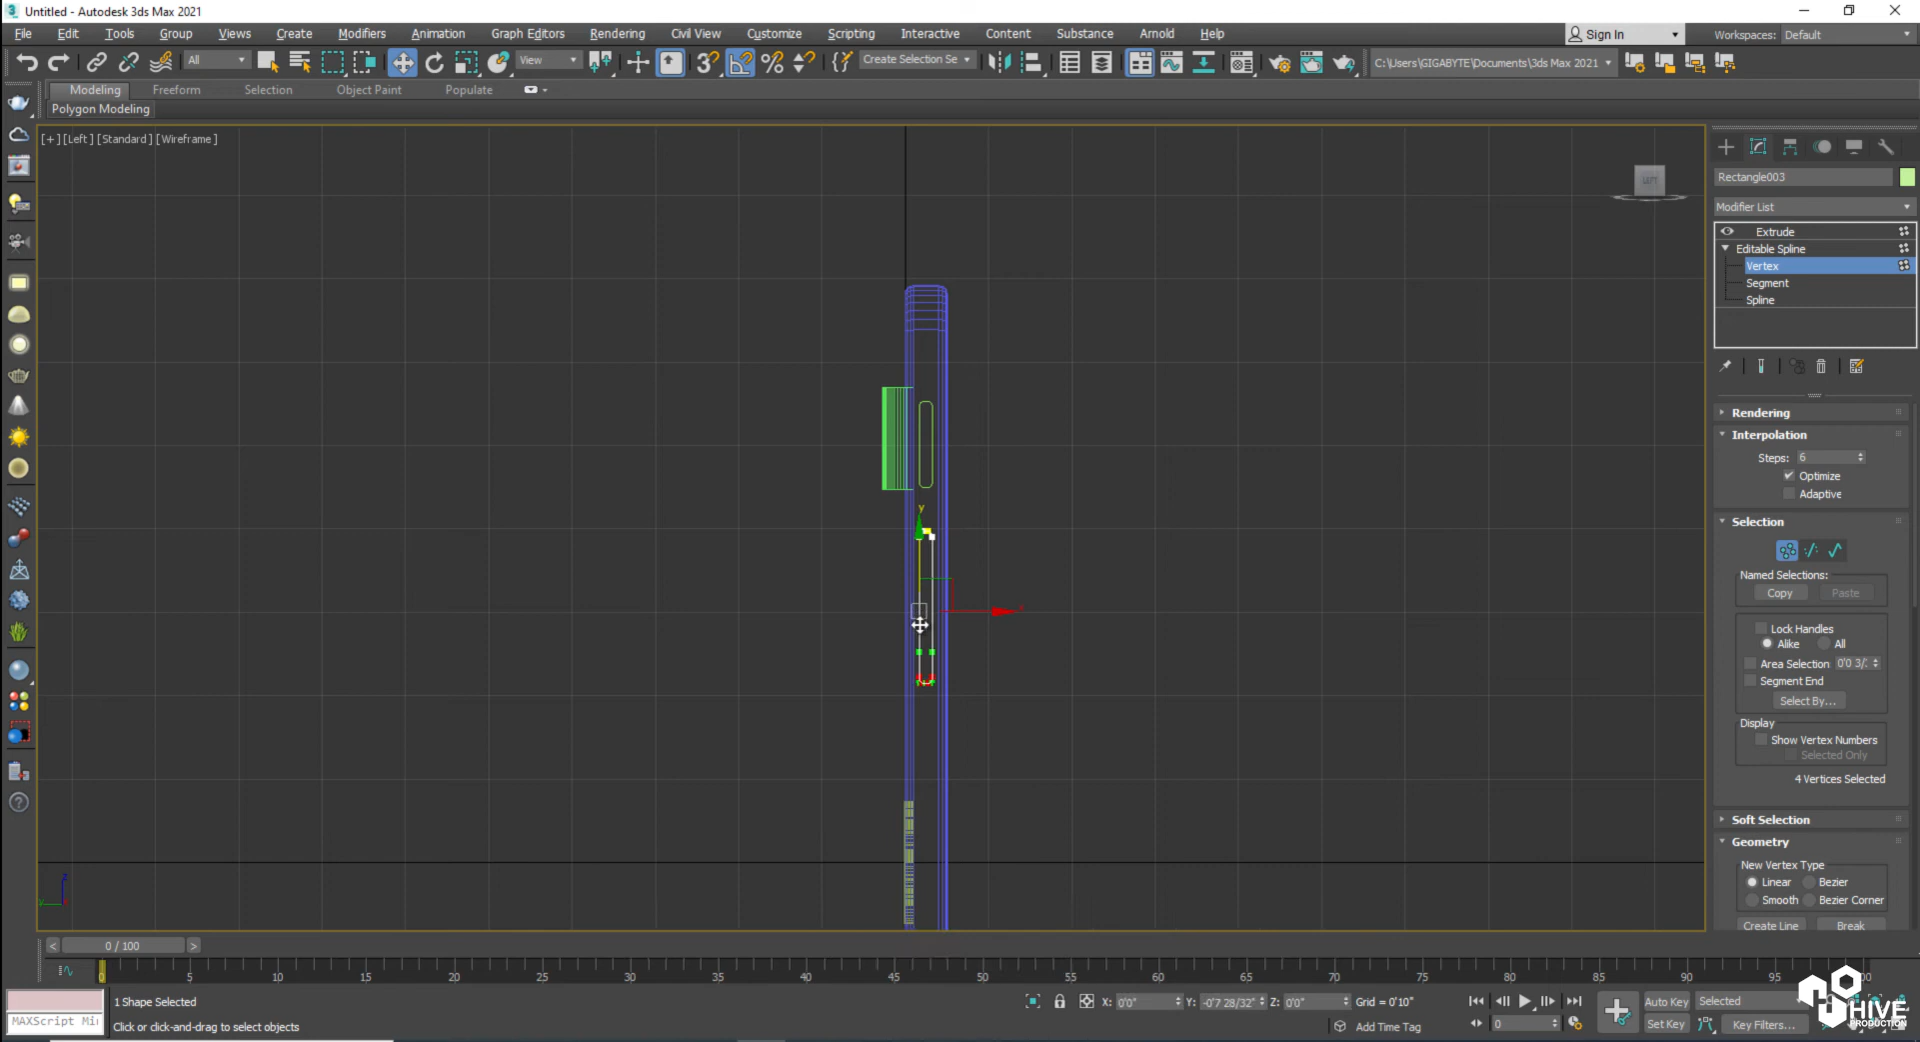 Untitled - Autodesk 3ds Max 2021
File Edit Tools Group Views Create Modifiers Animation Graph Editors Rendering Civil View Customize Scripting Interactive Content Substance Arnold Help
Sign In
Workspaces: Default
All
View
Create Selection Se
C:\Users\GIGABYTE\Documents\3ds Max 2021
Modeling Freeform Selection Object Paint Populate
Polygon Modeling
[+] [Left] [Standard] [Wireframe]
LEFT
Rectangle003
Modifier List
Extrude
Editable Spline
Vertex
Segment
Spline
Rendering
Interpolation
Steps: 6
Optimize
Adaptive
Selection
Named Selections:
Copy Paste
Lock Handles
Alike All
Area Selection
Segment End
Select By...
Display
Show Vertex Numbers
Selected Only
4 Vertices Selected
Soft Selection
Geometry
New Vertex Type
Linear Bezier
Smooth Bezier Corner
Create Line Break
y
z
y
< 0 / 100 >
0 5 10 15 20 25 30 35 40 45 50 55 60 65 70 75 80 85 90 95 100
1 Shape Selected
X: 0'0" Y: -0'7 28/32" Z: 0'0" Grid = 0'10"
Auto Key Selected
MAXScript Mi
Click or click-and-drag to select objects
Add Time Tag
0
Set Key Key Filters...
HIVE
PRODUCTION